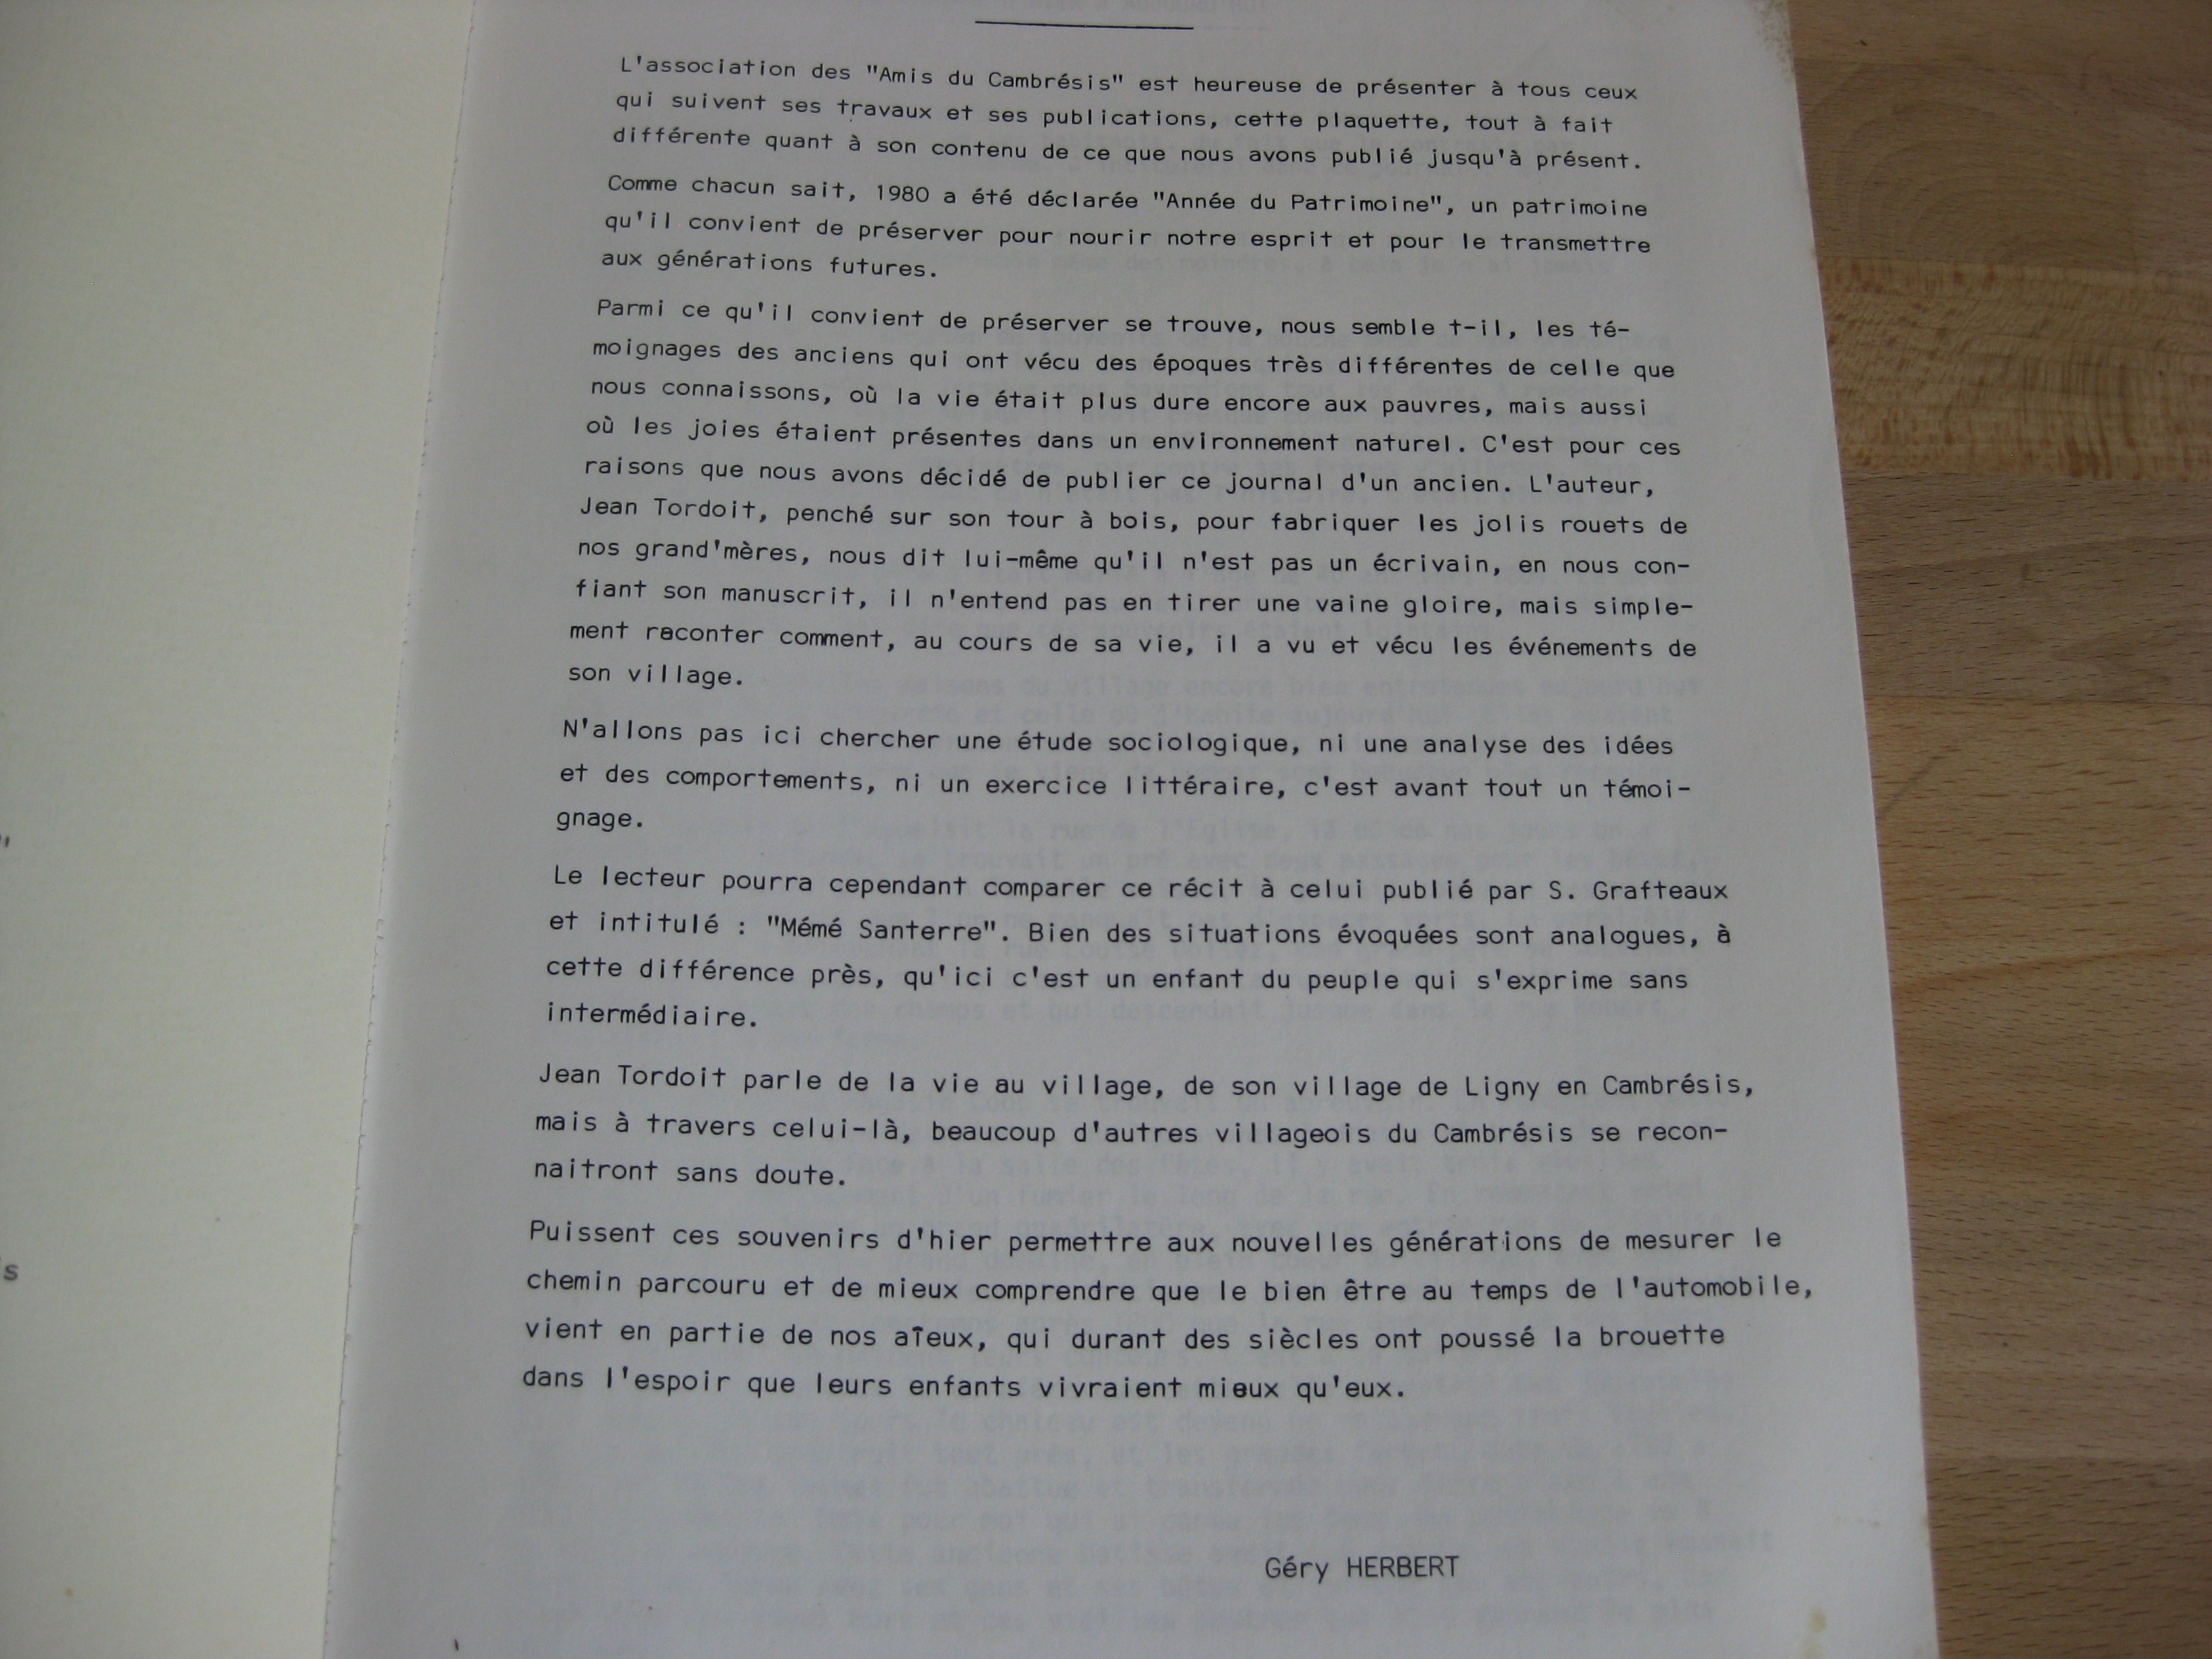 L'association des "Amis du Cambrésis" est heureuse de présenter à tous ceux
qui suivent ses travaux et ses publications, cette plaquette, tout à fait
différente quant à son contenu de ce que nous avons publié jusqu'à présent.
Comme chacun sait, 1980 a été déclarée "Année du Patrimoine", un patrimoine
qu'il convient de préserver pour nourir notre esprit et pour le transmettre
aux générations futures.
Parmi ce qu'il convient de préserver se trouve, nous semble t-il, les té-
moignages des anciens qui ont vécu des époques très différentes de celle que
nous connaissons, où la vie était plus dure encore aux pauvres, mais aussi
où les joies étaient présentes dans un environnement naturel. C'est pour ces
raisons que nous avons décidé de publier ce journal d'un ancien. L'auteur,
Jean Tordoit, penché sur son tour à bois, pour fabriquer les jolis rouets de
nos grand'mères, nous dit lui-même qu'il n'est pas un écrivain, en nous con-
fiant son manuscrit, il n'entend pas en tirer une vaine gloire, mais simple-
ment raconter comment, au cours de sa vie, il a vu et vécu les événements de
son village.
N'allons pas ici chercher une étude sociologique, ni une analyse des idées
et des comportements, ni un exercice littéraire, c'est avant tout un témoi-
gnage.
Le lecteur pourra cependant comparer ce récit à celui publié par S. Grafteaux
et intitulé : "Mémé Santerre". Bien des situations évoquées sont analogues, à
cette différence près, qu'ici c'est un enfant du peuple qui s'exprime sans
intermédiaire.
Jean Tordoit parle de la vie au village, de son village de Ligny en Cambrésis,
mais à travers celui-là, beaucoup d'autres villageois du Cambrésis se recon-
naitront sans doute.
Puissent ces souvenirs d'hier permettre aux nouvelles générations de mesurer le
chemin parcouru et de mieux comprendre que le bien être au temps de l'automobile,
vient en partie de nos aïeux, qui durant des siècles ont poussé la brouette
dans l'espoir que leurs enfants vivraient mieux qu'eux.
Géry HERBERT